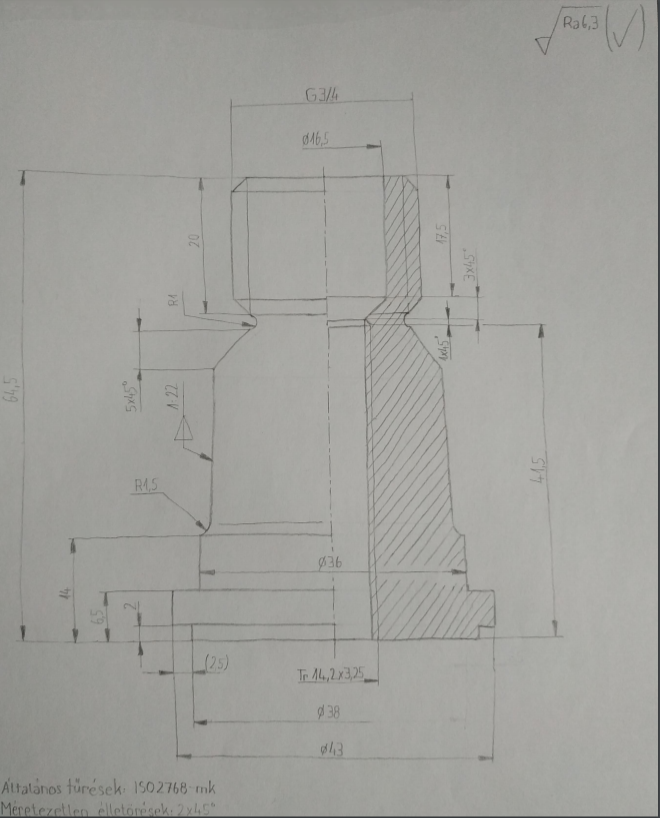 Ra6,3 (√)
G3/4
Ø16,5
20
17,5
3x45°
R1
1x45°
5x45°
1:22
64,5
41,5
R1,5
Ø36
14
6,5
2
(2,5)
Tr 14,2x3,25
Ø38
Ø43
Általános tűrések: ISO2768-mk
Méretezetlen élletörések: 2x45°